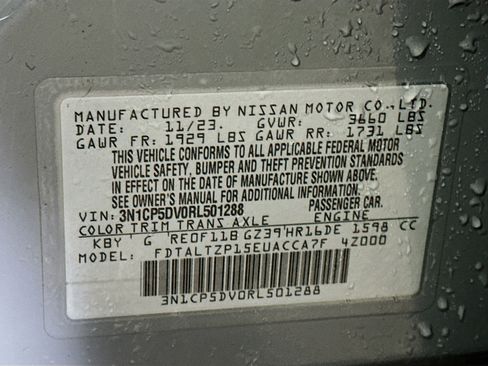 MANUFACTURED BY NISSAN MOTOR CO., LTD.
DATE: 11/23. GVWR: 3660 LBS
GAWR FR: 1929 LBS GAWR RR: 1731 LBS
THIS VEHICLE CONFORMS TO ALL APPLICABLE FEDERAL MOTOR
VEHICLE SAFETY, BUMPER AND THEFT PREVENTION STANDARDS
IN EFFECT ON THE DATE OF MANUFACTURE SHOWN ABOVE.
SEE OWNER'S MANUAL FOR ADDITIONAL INFORMATION.
VIN: 3N1CP5DV0RL501288 PASSENGER CAR.
COLOR TRIM TRANS AXLE ENGINE
KBY G RE0F11B GZ39 HR16DE 1598 CC
MODEL: FDTALTZP15EUACCA7F 4Z000
3N1CP5DV0RL501288